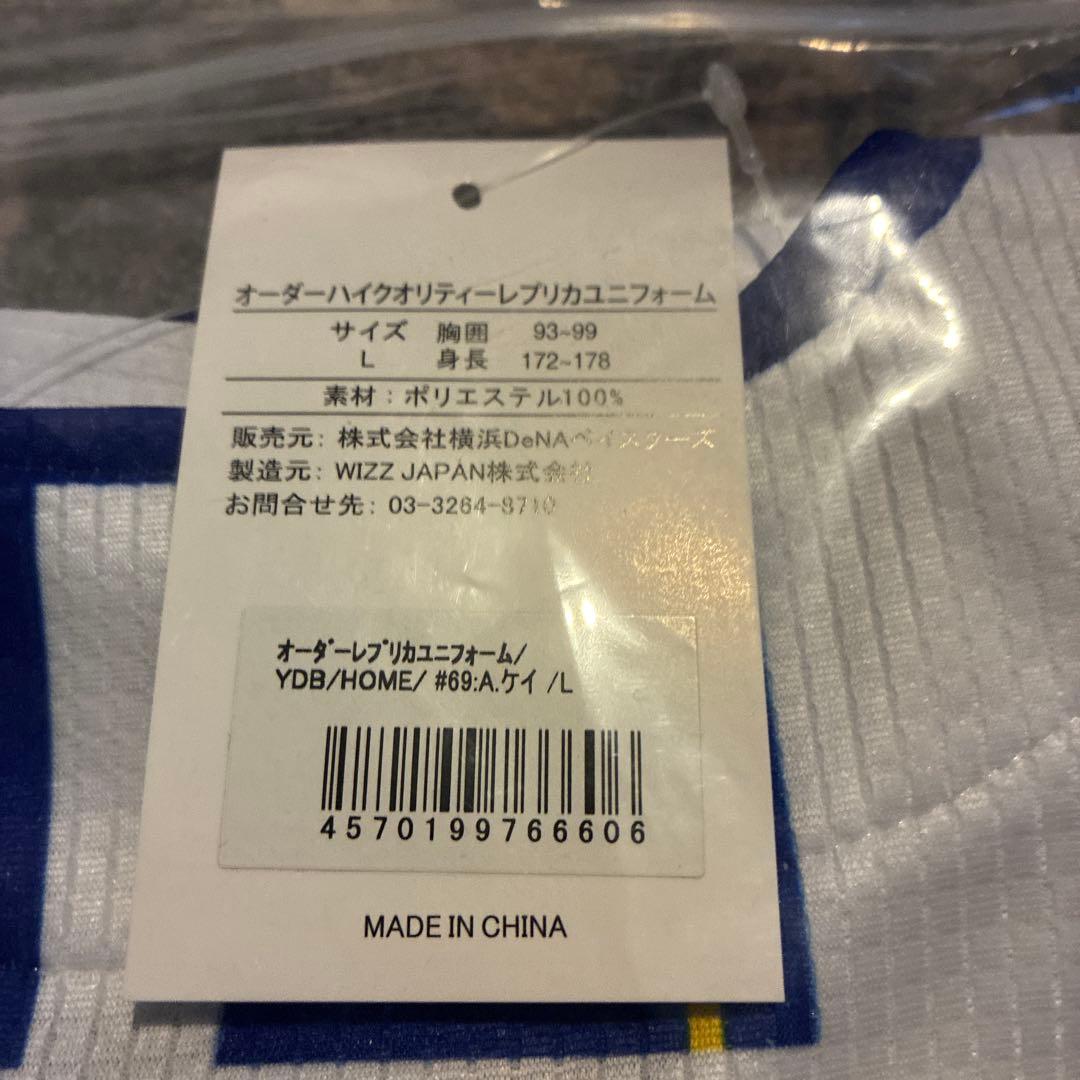 オーダーハイクオリティーレプリカユニフォーム
サイズ 胸囲 93~99
L 身長 172~178
素材：ポリエステル100%
販売元: 株式会社横浜DeNAベイスターズ
製造元: WIZZ JAPAN株式会社
お問合せ先: 03-3264-8710
オーダーレプリカユニフォーム/
YDB/HOME/ #69:A.ケイ /L
4570199766606
MADE IN CHINA